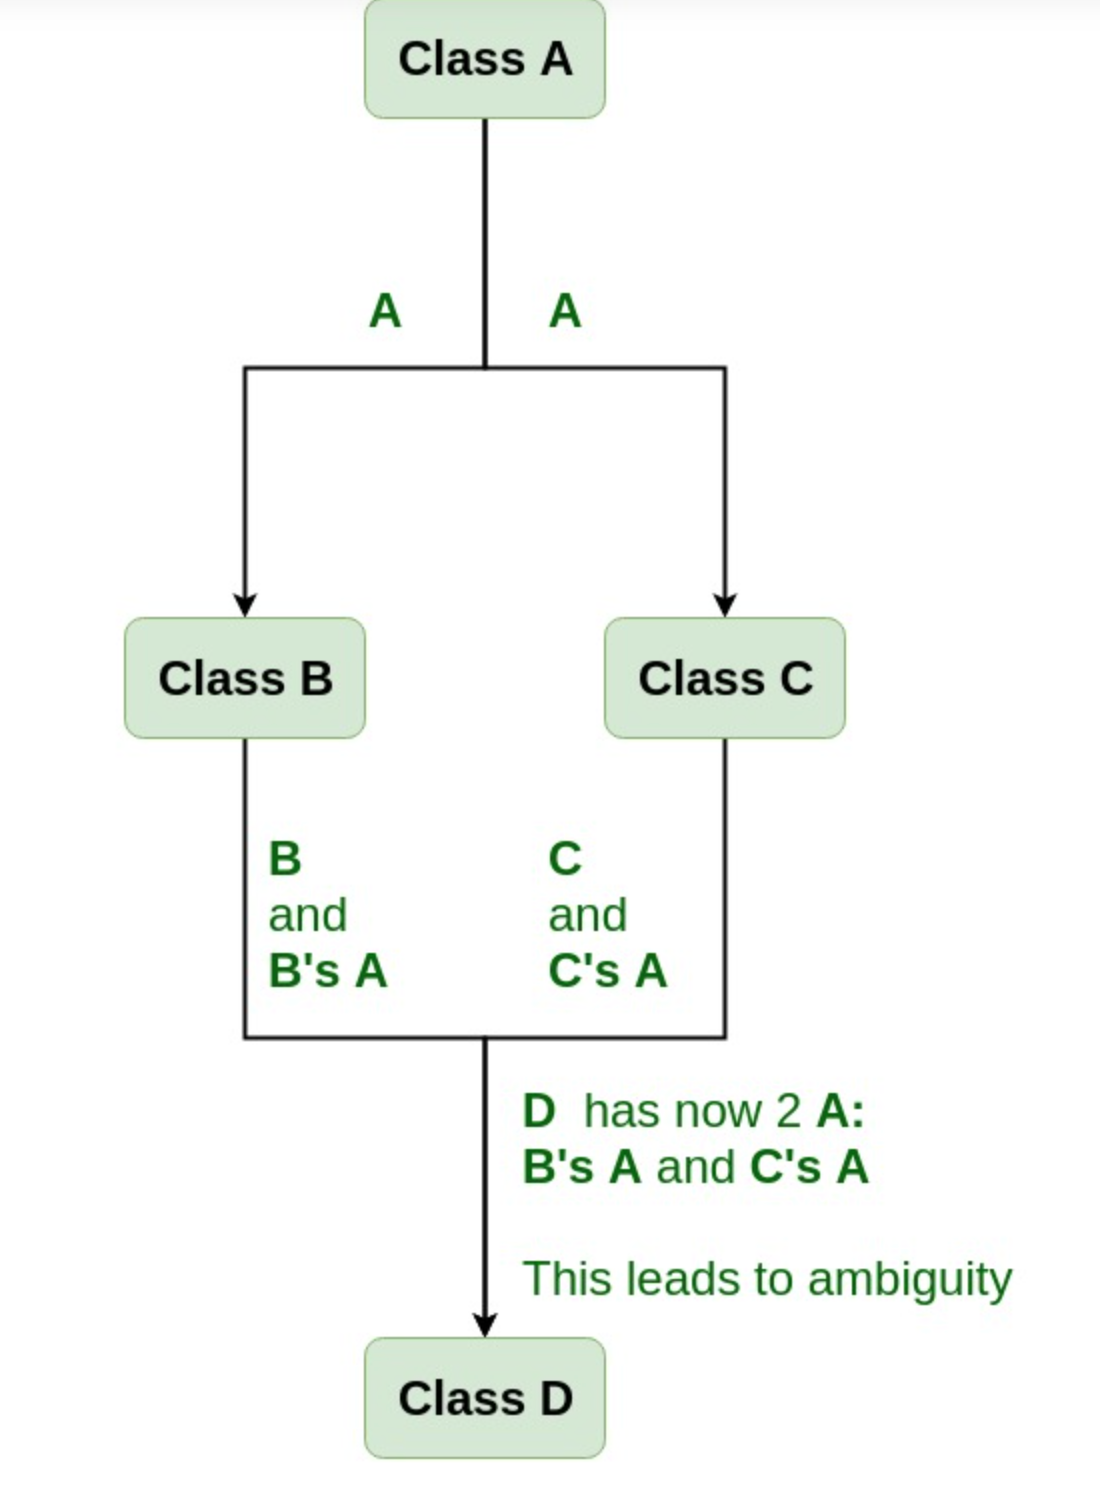 Class A
A
A
Class B
Class C
B
and
B's A
C
and
C's A
D has now 2 A:
B's A and C's A
This leads to ambiguity
Class D